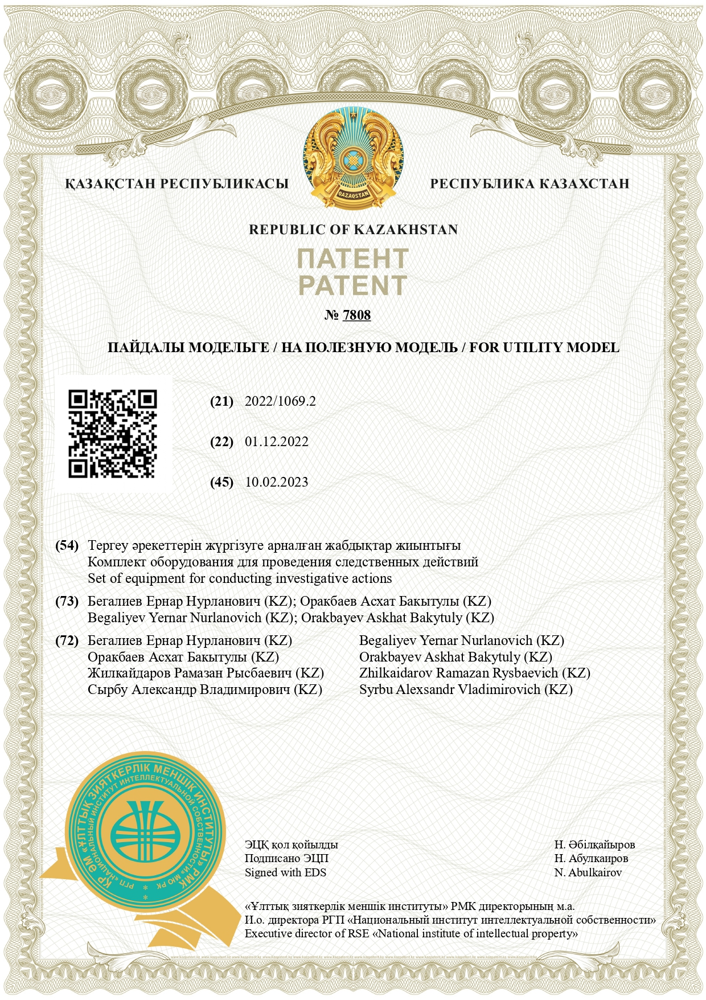 ҚАЗАҚСТАН РЕСПУБЛИКАСЫ
РЕСПУБЛИКА КАЗАХСТАН
QAZAQSTAN
REPUBLIC OF KAZAKHSTAN
ПАТЕНТ
PATENT
№ 7808
ПАЙДАЛЫ МОДЕЛЬГЕ / НА ПОЛЕЗНУЮ МОДЕЛЬ / FOR UTILITY MODEL
(21) 2022/1069.2
(22) 01.12.2022
(45) 10.02.2023
(54) Тергеу әрекеттерін жүргізуге арналған жабдықтар жиынтығы
Комплект оборудования для проведения следственных действий
Set of equipment for conducting investigative actions
(73) Бегалиев Ернар Нурланович (KZ); Оракбаев Асхат Бакытулы (KZ)
Begaliyev Yernar Nurlanovich (KZ); Orakbayev Askhat Bakytuly (KZ)
(72) Бегалиев Ернар Нурланович (KZ) Begaliyev Yernar Nurlanovich (KZ)
Оракбаев Асхат Бакытулы (KZ) Orakbayev Askhat Bakytuly (KZ)
Жилкайдаров Рамазан Рысбаевич (KZ) Zhilkaidarov Ramazan Rysbaevich (KZ)
Сырбу Александр Владимирович (KZ) Syrbu Alexsandr Vladimirovich (KZ)
ҚР ӘМ «ҰЛТТЫҚ ЗИЯТКЕРЛІК МЕНШІК ИНСТИТУТЫ» РМК
РГП «НАЦИОНАЛЬНЫЙ ИНСТИТУТ ИНТЕЛЛЕКТУАЛЬНОЙ СОБСТВЕННОСТИ» МЮ РК
ЭЦҚ қол қойылды Н. Әбілқайыров
Подписано ЭЦП Н. Абулкаиров
Signed with EDS N. Abulkairov
«Ұлттық зияткерлік меншік институты» РМК директорының м.а.
И.о. директора РГП «Национальный институт интеллектуальной собственности»
Executive director of RSE «National institute of intellectual property»